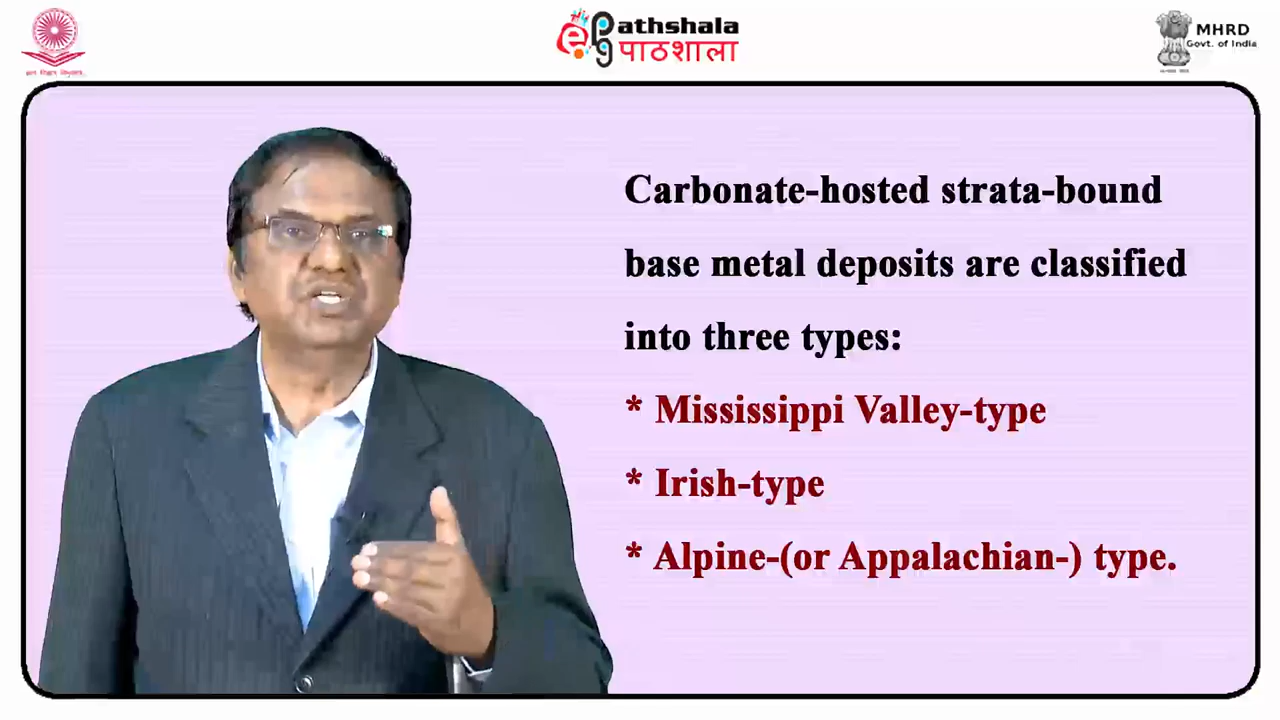 Pathshala
पाठशाला
MHRD
Govt. of India
Carbonate-hosted strata-bound
base metal deposits are classified
into three types:
* Mississippi Valley-type
* Irish-type
* Alpine-(or Appalachian-) type.